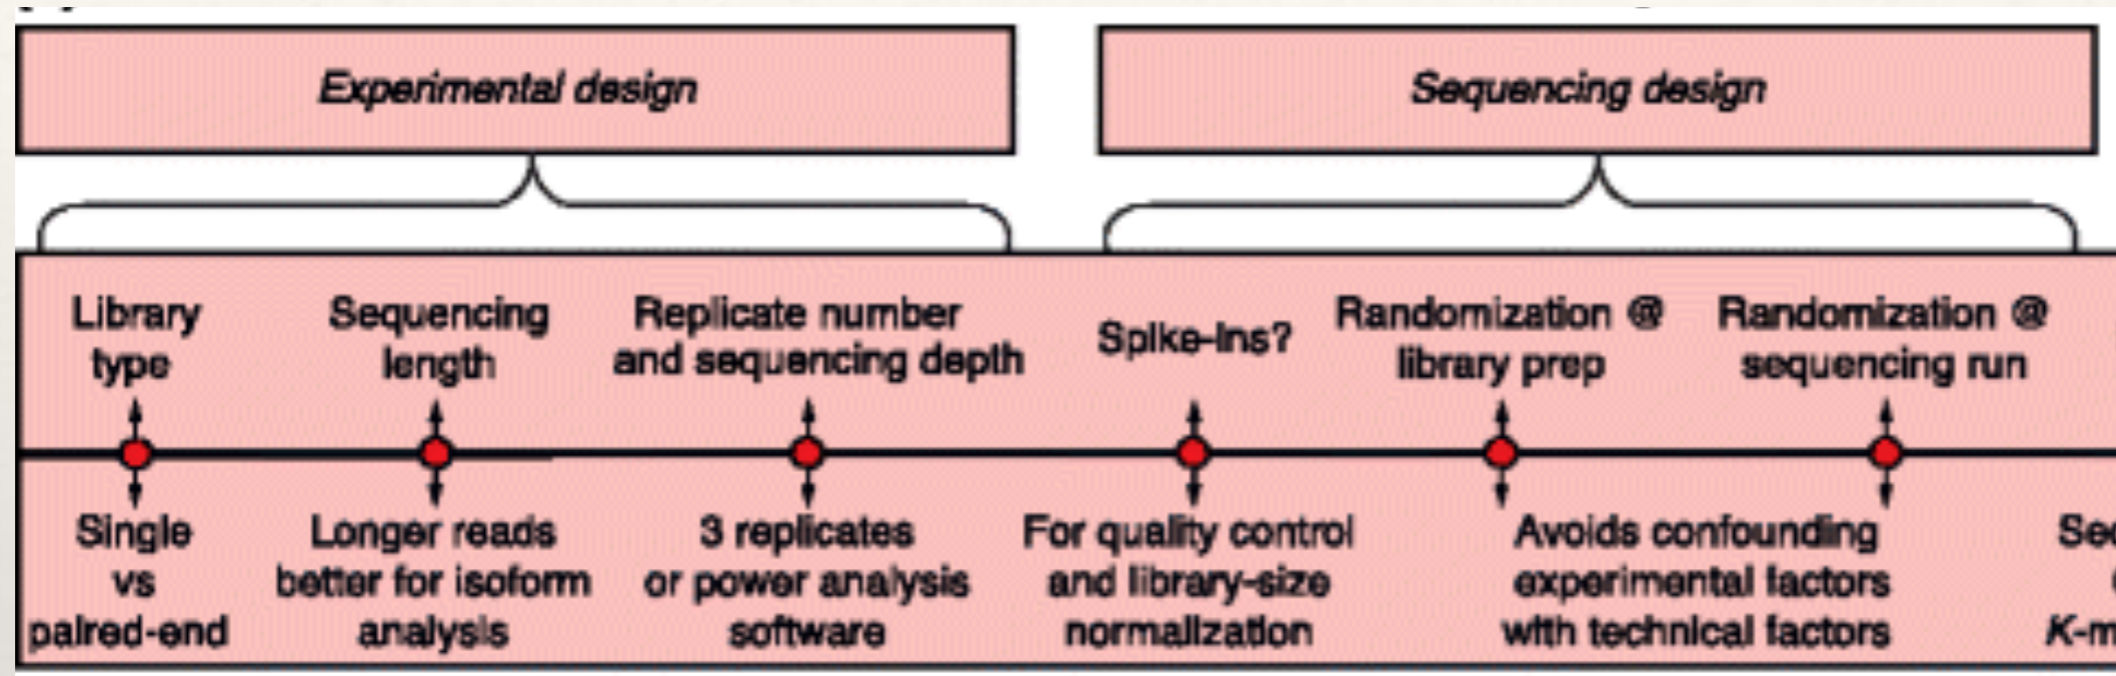 Experimental design
Sequencing design
Library
type
Sequencing
length
Replicate number
and sequencing depth
Spike-ins?
Randomization @
library prep
Randomization @
sequencing run
Single
vs
paired-end
Longer reads
better for isoform
analysis
3 replicates
or power analysis
software
For quality control
and library-size
normalization
Avoids confounding
experimental factors
with technical factors